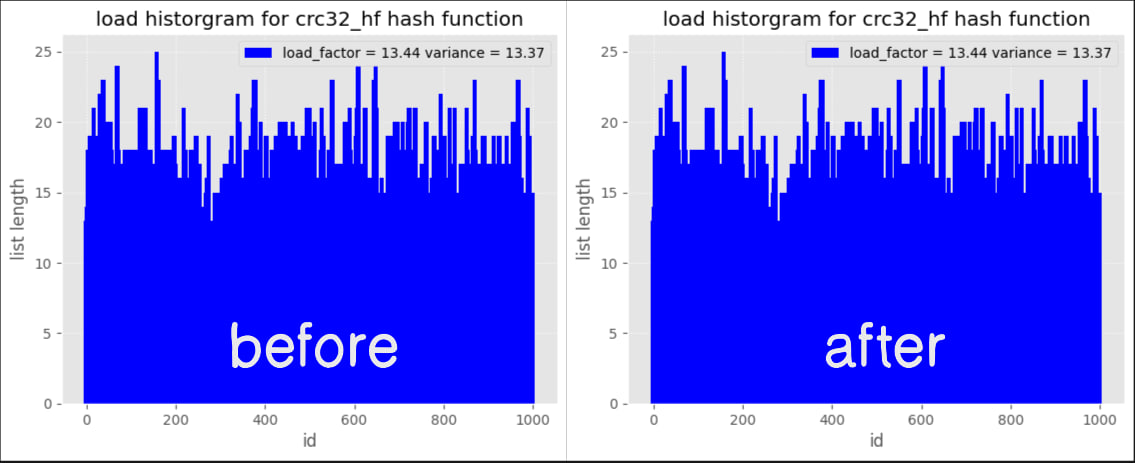 load historgram for crc32_hf hash function
load_factor = 13.44 variance = 13.37
list length
25
20
15
10
5
0
before
0 200 400 600 800 1000
id
load historgram for crc32_hf hash function
load_factor = 13.44 variance = 13.37
list length
25
20
15
10
5
0
after
0 200 400 600 800 1000
id